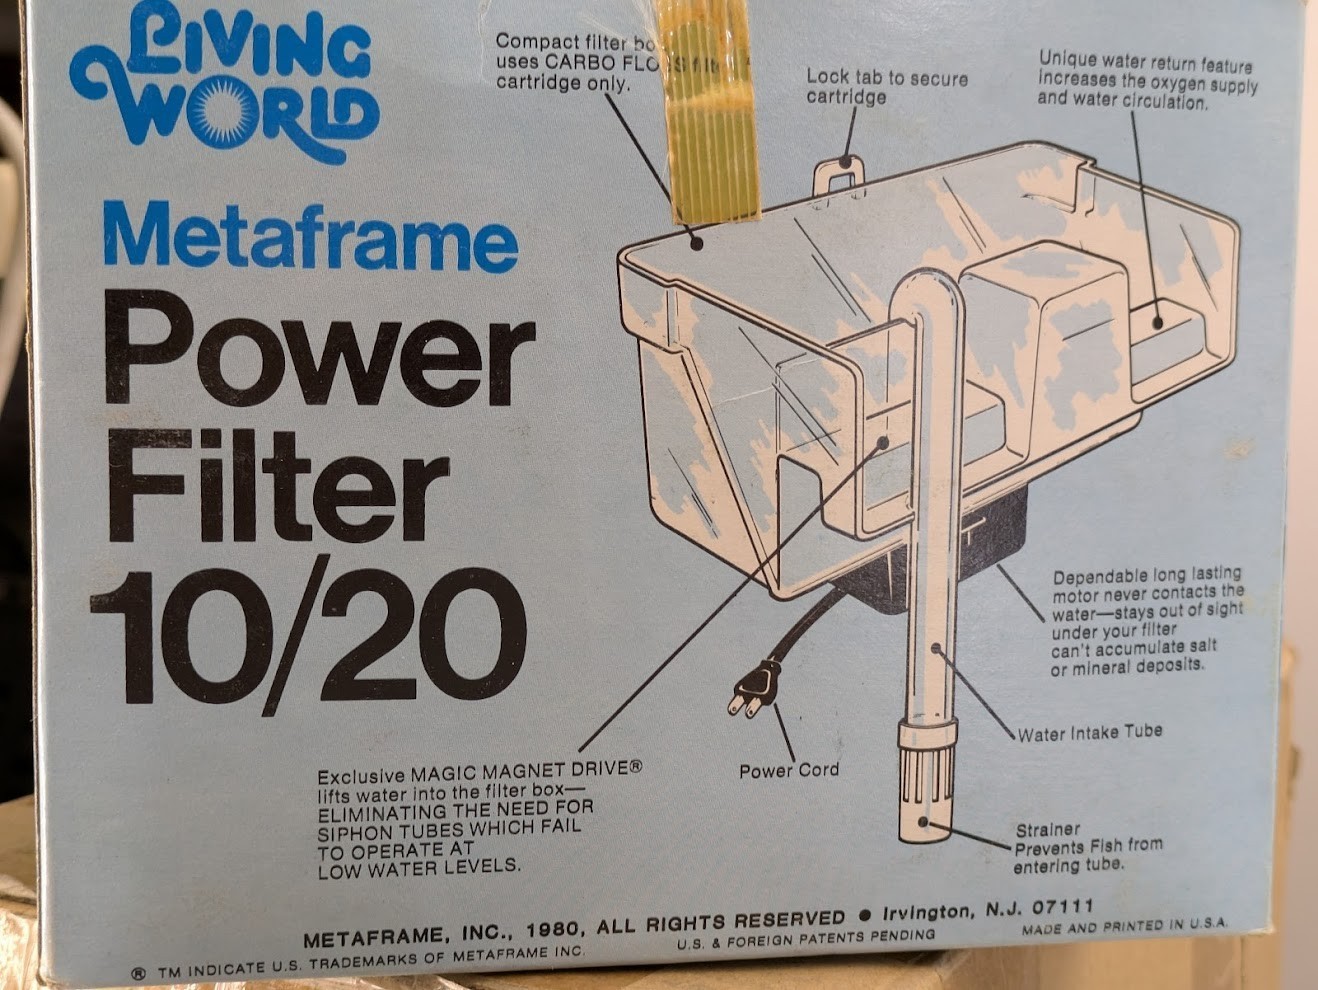 LIVING
WORLD
Metaframe
Power
Filter
10/20
Compact filter bo
uses CARBO FLO
cartridge only.
Lock tab to secure
cartridge
Unique water return feature
increases the oxygen supply
and water circulation.
Dependable long lasting
motor never contacts the
water—stays out of sight
under your filter
can't accumulate salt
or mineral deposits.
Water Intake Tube
Power Cord
Exclusive MAGIC MAGNET DRIVE®
lifts water into the filter box—
ELIMINATING THE NEED FOR
SIPHON TUBES WHICH FAIL
TO OPERATE AT
LOW WATER LEVELS.
Strainer
Prevents Fish from
entering tube.
METAFRAME, INC., 1980, ALL RIGHTS RESERVED ● Irvington, N.J. 07111
® TM INDICATE U.S. TRADEMARKS OF METAFRAME INC. U.S. & FOREIGN PATENTS PENDING MADE AND PRINTED IN U.S.A.